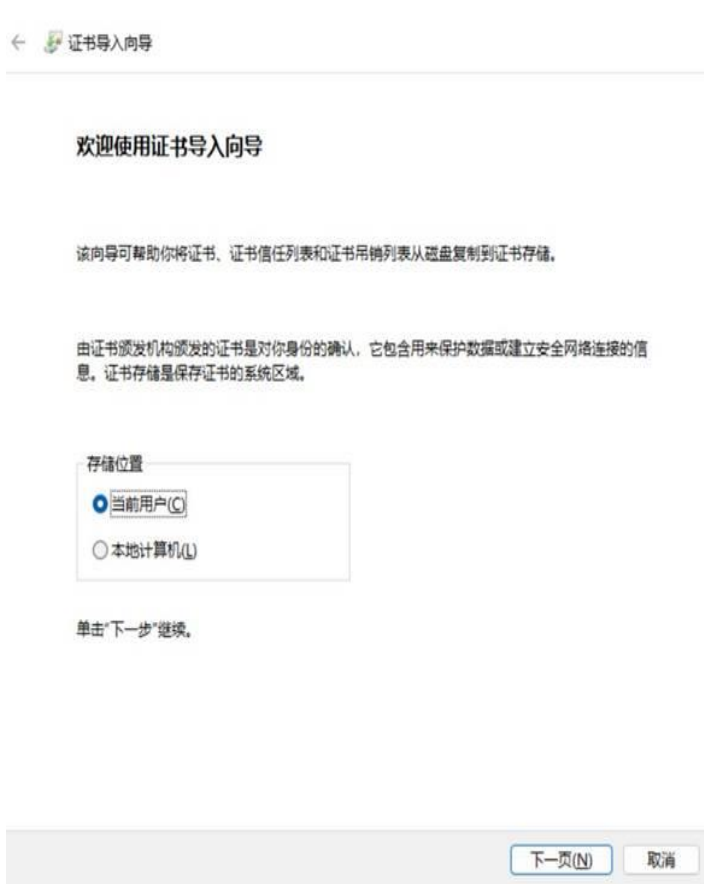 证书导入向导
欢迎使用证书导入向导
该向导可帮助你将证书、证书信任列表和证书吊销列表从磁盘复制到证书存储。
由证书颁发机构颁发的证书是对你身份的确认，它包含用来保护数据或建立安全网络连接的信
息。证书存储是保存证书的系统区域。
存储位置
当前用户(C)
本地计算机(L)
单击“下一步”继续。
下一页(N) 取消